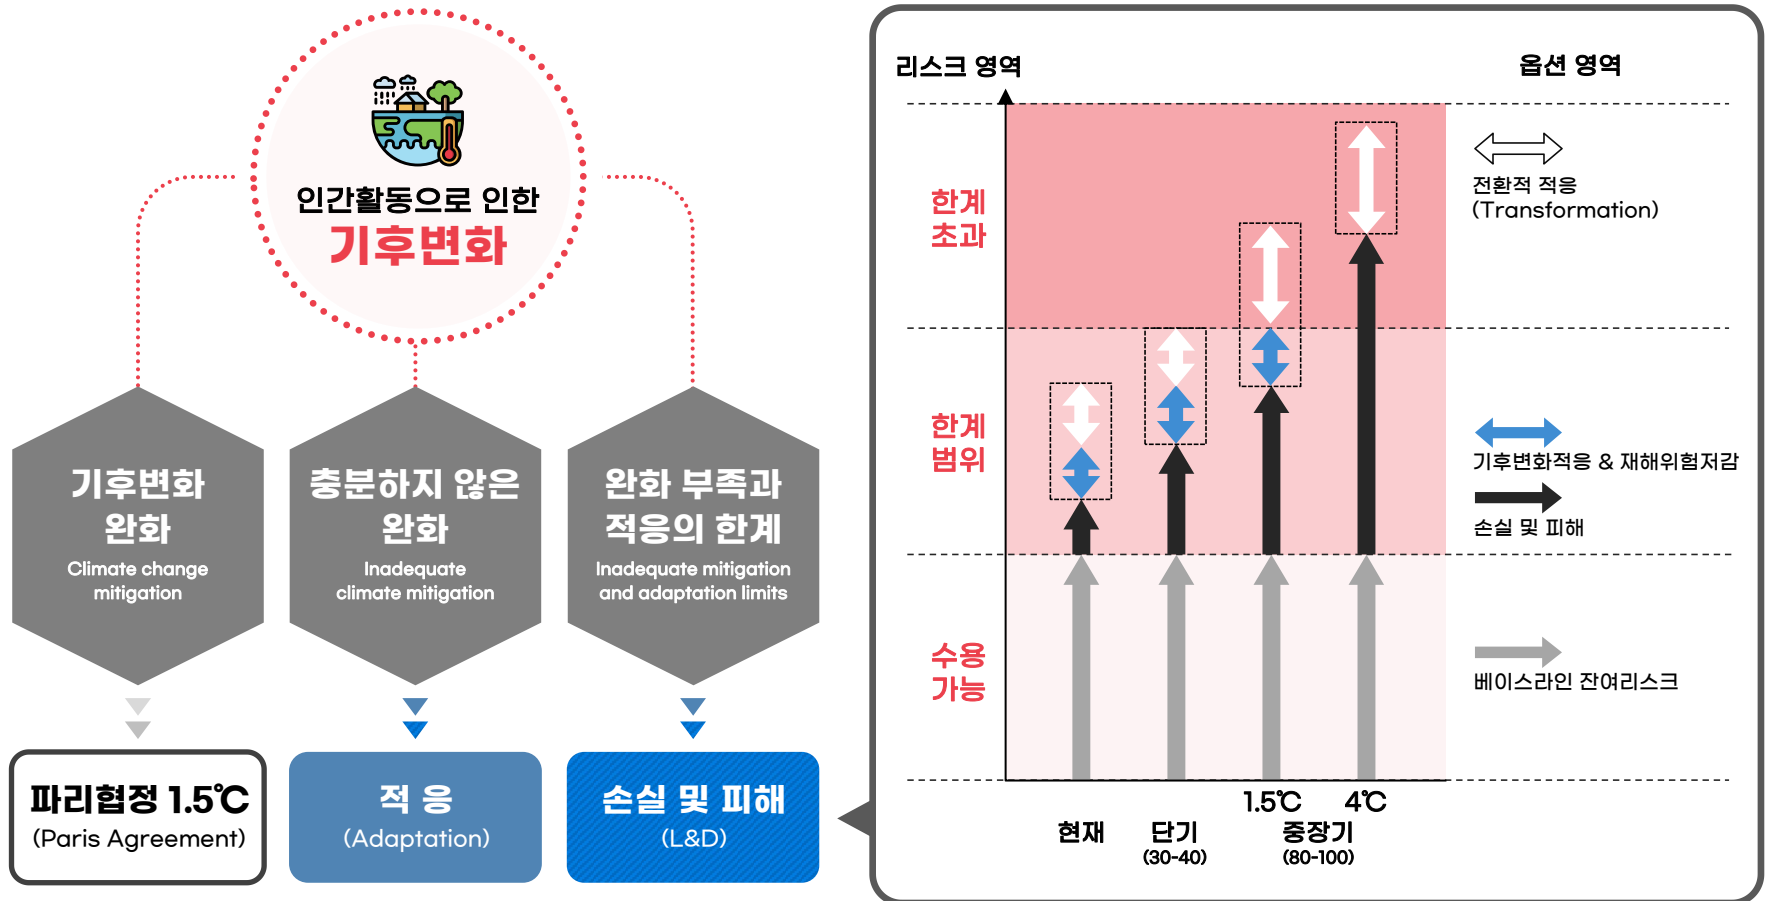 인간활동으로 인한
기후변화
기후변화
완화
Climate change
mitigation
충분하지 않은
완화
Inadequate
climate mitigation
완화 부족과
적응의 한계
Inadequate mitigation
and adaptation limits
파리협정 1.5℃
(Paris Agreement)
적 응
(Adaptation)
손실 및 피해
(L&D)
리스크 영역
옵션 영역
한계
초과
한계
범위
수용
가능
전환적 적응
(Transformation)
기후변화적응 & 재해위험저감
손실 및 피해
베이스라인 잔여리스크
1.5℃
4℃
현재
단기
(30-40)
중장기
(80-100)